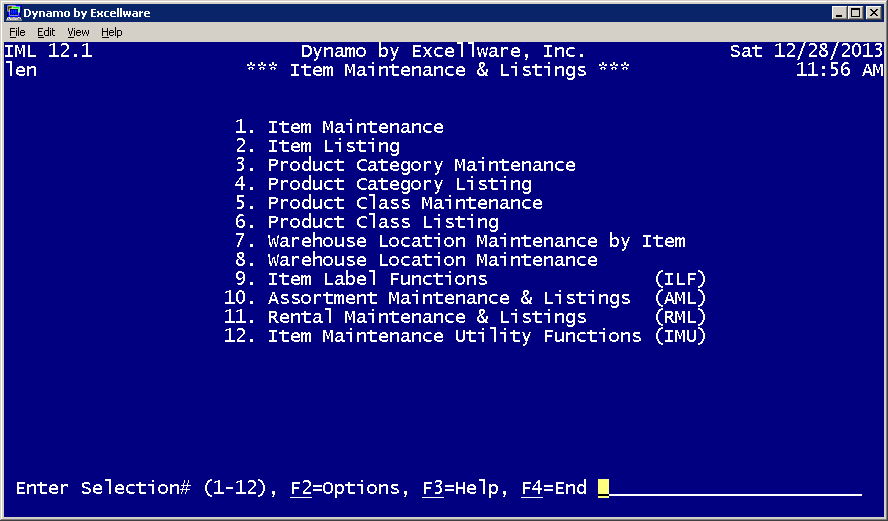 Dynamo by Excellware
File Edit View Help
IML 12.1 Dynamo by Excellware, Inc. Sat 12/28/2013
len *** Item Maintenance & Listings *** 11:56 AM
1. Item Maintenance
2. Item Listing
3. Product Category Maintenance
4. Product Category Listing
5. Product Class Maintenance
6. Product Class Listing
7. Warehouse Location Maintenance by Item
8. Warehouse Location Maintenance
9. Item Label Functions (ILF)
10. Assortment Maintenance & Listings (AML)
11. Rental Maintenance & Listings (RML)
12. Item Maintenance Utility Functions (IMU)
Enter Selection# (1-12), F2=Options, F3=Help, F4=End